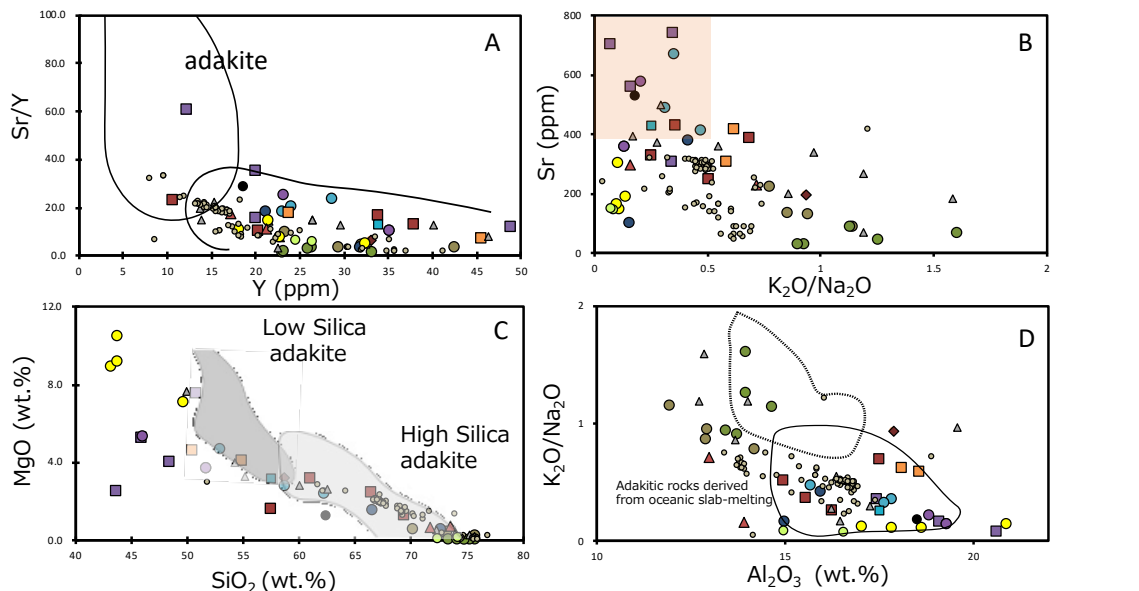 100.0
80.0
60.0
40.0
20.0
0.0
Sr/Y
adakite
A
0 5 10 15 20 25 30 35 40 45 50
Y (ppm)
800
600
400
200
0
Sr (ppm)
B
0 0.5 1 1.5 2
K₂O/Na₂O
12.0
8.0
4.0
0.0
MgO (wt.%)
Low Silica
adakite
C
High Silica
adakite
40 45 50 55 60 65 70 75 80
SiO₂ (wt.%)
2
1
0
K₂O/Na₂O
D
Adakitic rocks derived
from oceanic slab-melting
10 15 20
Al₂O₃ (wt.%)